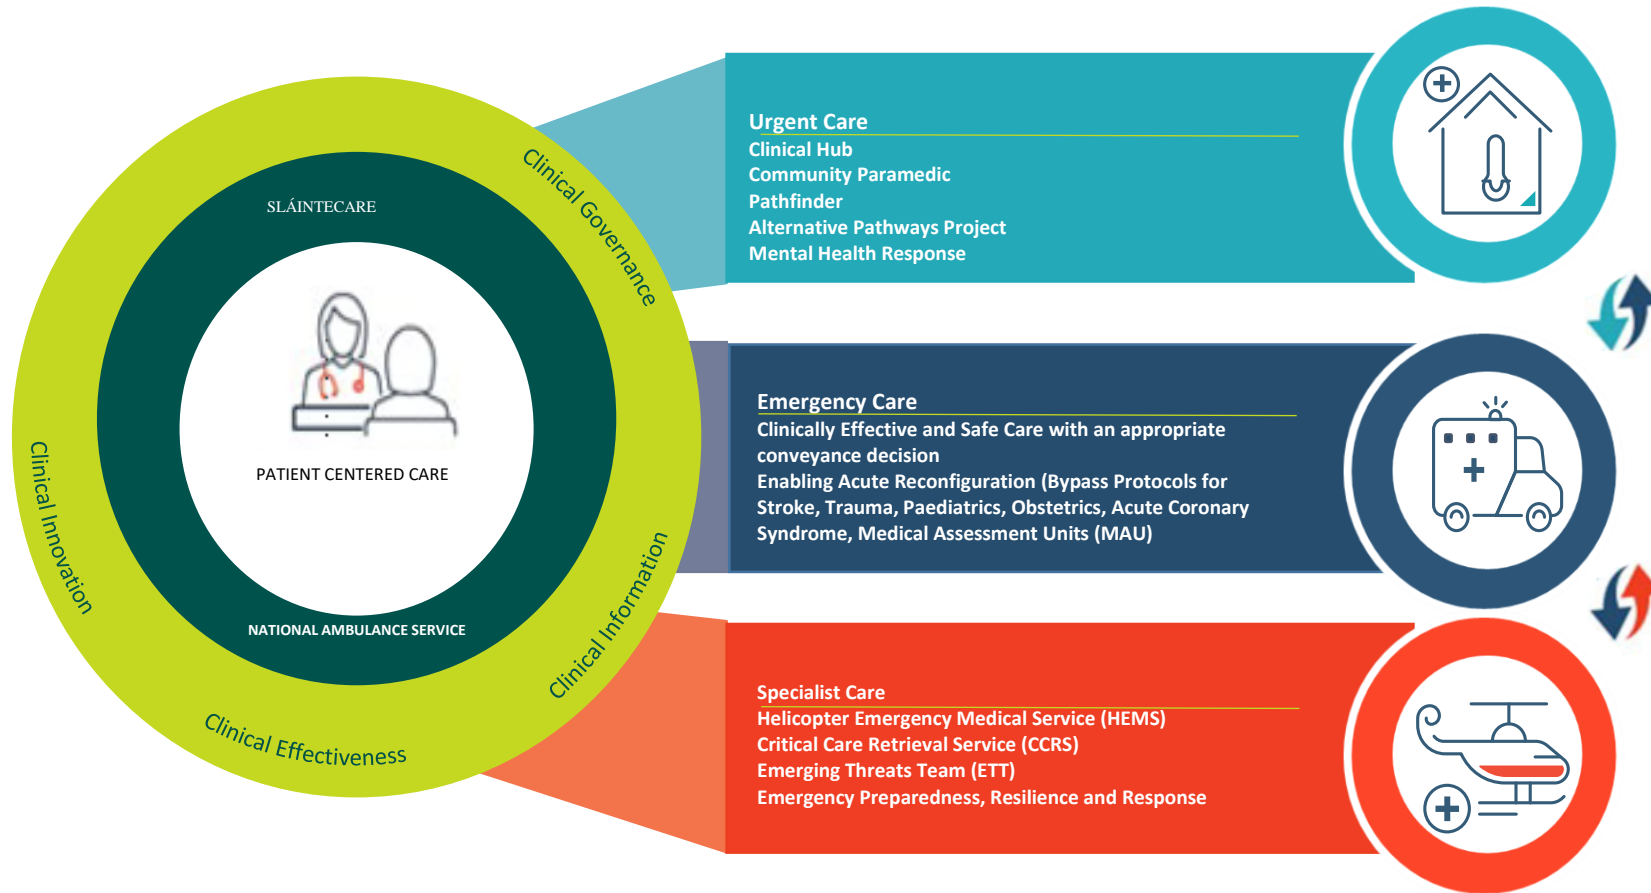 SLÁINTECARE
PATIENT CENTERED CARE
NATIONAL AMBULANCE SERVICE
Clinical Governance
Clinical Information
Clinical Effectiveness
Clinical Innovation
Urgent Care
Clinical Hub
Community Paramedic
Pathfinder
Alternative Pathways Project
Mental Health Response
Emergency Care
Clinically Effective and Safe Care with an appropriate
conveyance decision
Enabling Acute Reconfiguration (Bypass Protocols for
Stroke, Trauma, Paediatrics, Obstetrics, Acute Coronary
Syndrome, Medical Assessment Units (MAU)
Specialist Care
Helicopter Emergency Medical Service (HEMS)
Critical Care Retrieval Service (CCRS)
Emerging Threats Team (ETT)
Emergency Preparedness, Resilience and Response